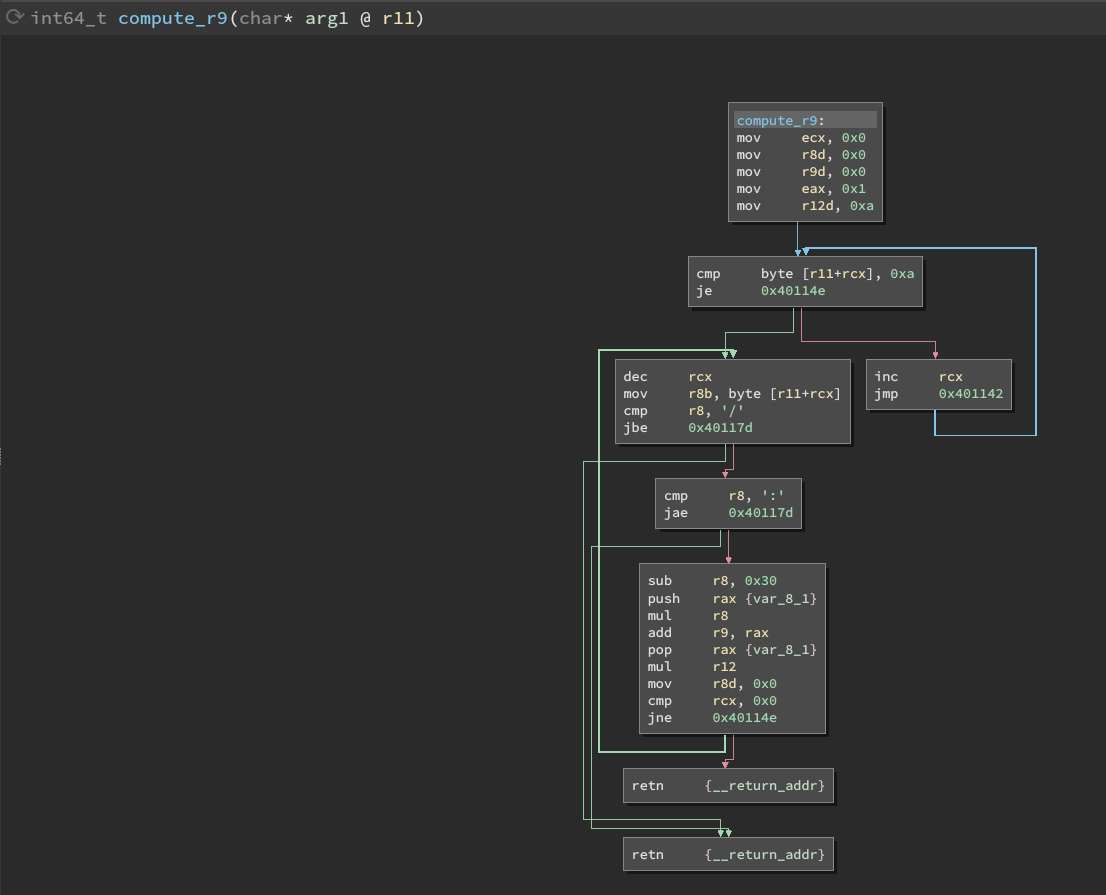 int64_t compute_r9(char* arg1 @ r11)
compute_r9:
mov ecx, 0x0
mov r8d, 0x0
mov r9d, 0x0
mov eax, 0x1
mov r12d, 0xa
cmp byte [r11+rcx], 0xa
je 0x40114e
dec rcx
mov r8b, byte [r11+rcx]
cmp r8, '/'
jbe 0x40117d
inc rcx
jmp 0x401142
cmp r8, ':'
jae 0x40117d
sub r8, 0x30
push rax {var_8_1}
mul r8
add r9, rax
pop rax {var_8_1}
mul r12
mov r8d, 0x0
cmp rcx, 0x0
jne 0x40114e
retn {__return_addr}
retn {__return_addr}